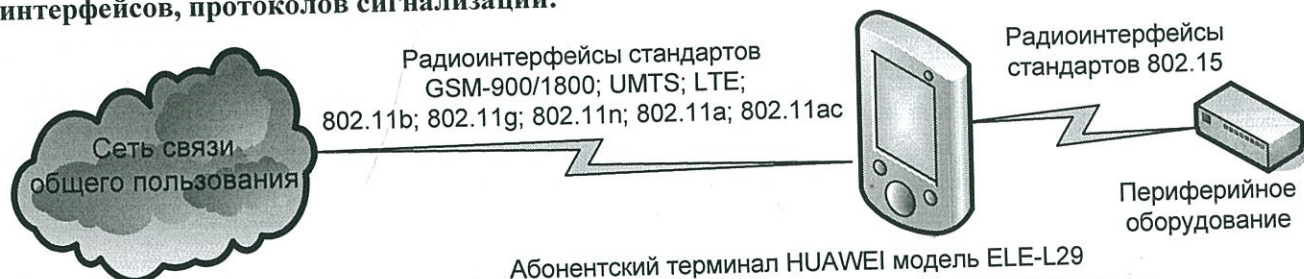 интерфейсов, протоколов сигнализации.
Радиоинтерфейсы стандартов
GSM-900/1800; UMTS; LTE;
802.11b; 802.11g; 802.11n; 802.11a; 802.11ac
Радиоинтерфейсы
стандартов 802.15
Сеть связи
общего пользования
Периферийное
оборудование
Абонентский терминал HUAWEI модель ELE-L29